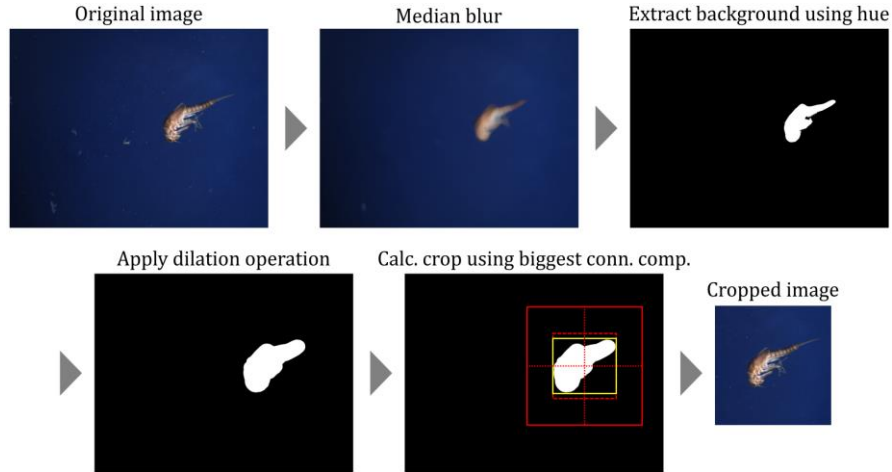 Original image
Median blur
Extract background using hue
Apply dilation operation
Calc. crop using biggest conn. comp.
Cropped image